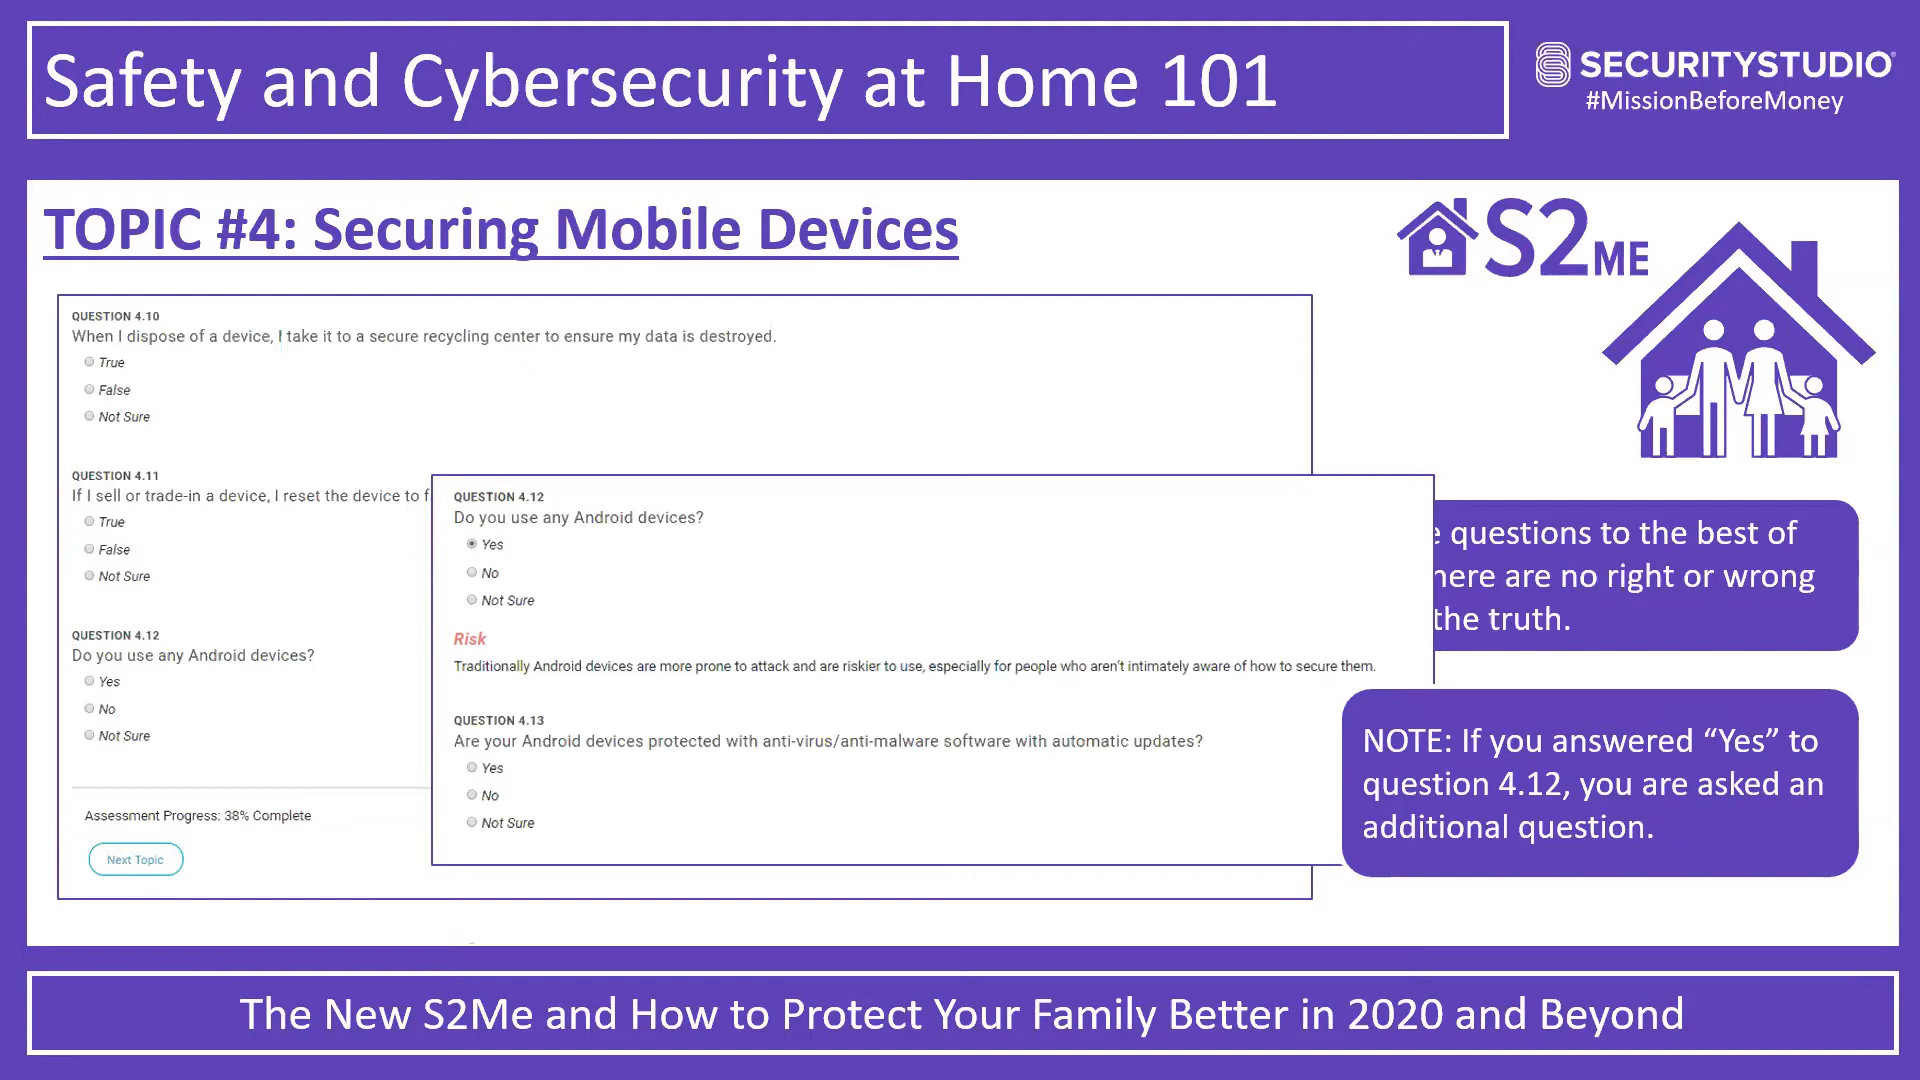 Safety and Cybersecurity at Home 101
SECURITYSTUDIO
#MissionBeforeMoney
TOPIC #4: Securing Mobile Devices
S2ME
QUESTION 4.10
When I dispose of a device, I take it to a secure recycling center to ensure my data is destroyed.
True
False
Not Sure
QUESTION 4.11
If I sell or trade-in a device, I reset the device to
True
False
Not Sure
QUESTION 4.12
Do you use any Android devices?
Yes
No
Not Sure
Assessment Progress: 38% Complete
Next Topic
QUESTION 4.12
Do you use any Android devices?
Yes
No
Not Sure
Risk
Traditionally Android devices are more prone to attack and are riskier to use, especially for people who aren't intimately aware of how to secure them.
QUESTION 4.13
Are your Android devices protected with anti-virus/anti-malware software with automatic updates?
Yes
No
Not Sure
questions to the best of
are no right or wrong
the truth.
NOTE: If you answered “Yes” to
question 4.12, you are asked an
additional question.
The New S2Me and How to Protect Your Family Better in 2020 and Beyond